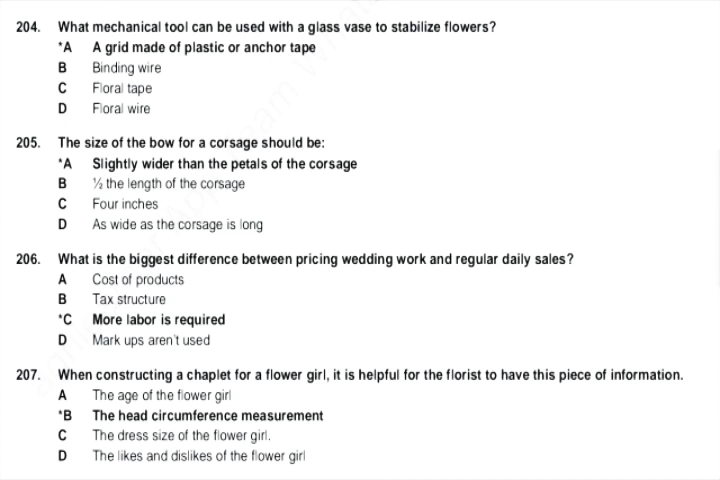 204. What mechanical tool can be used with a glass vase to stabilize flowers?
*A A grid made of plastic or anchor tape
B Binding wire
C Floral tape
D Floral wire
205. The size of the bow for a corsage should be:
*A Slightly wider than the petals of the corsage
B ½ the length of the corsage
C Four inches
D As wide as the corsage is long
206. What is the biggest difference between pricing wedding work and regular daily sales?
A Cost of products
B Tax structure
*C More labor is required
D Mark ups aren't used
207. When constructing a chaplet for a flower girl, it is helpful for the florist to have this piece of information.
A The age of the flower girl
*B The head circumference measurement
C The dress size of the flower girl.
D The likes and dislikes of the flower girl